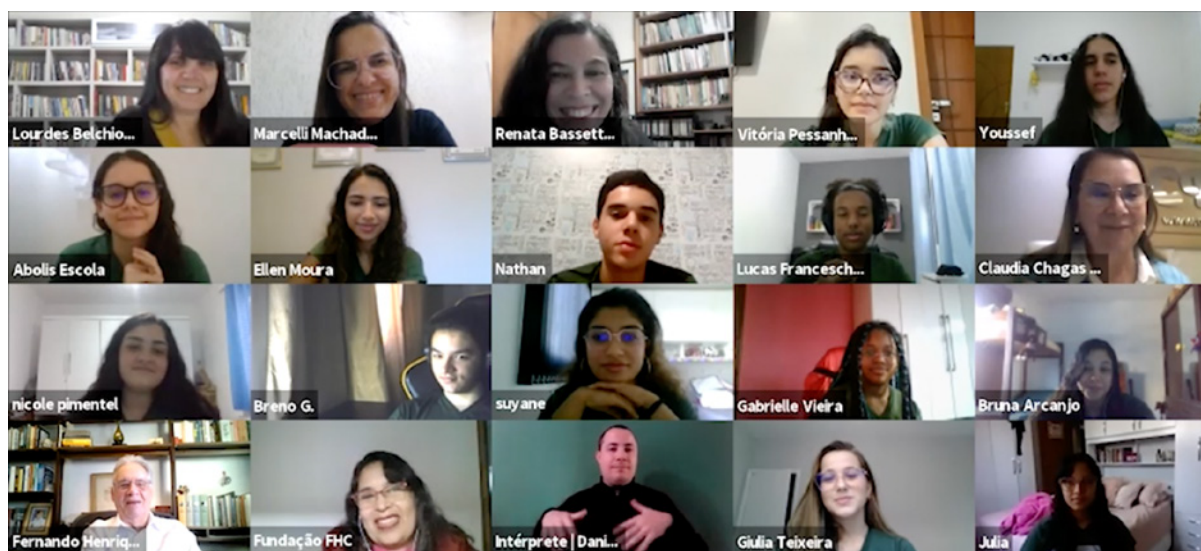 Lourdes Belchio...
Marcelli Machad...
Renata Bassett...
Vitória Pessanh...
Youssef
Abolis Escola
Ellen Moura
Nathan
Lucas Francesch...
Claudia Chagas ...
nicole pimentel
Breno G.
suyane
Gabrielle Vieira
Bruna Arcanjo
Fernando Henriq...
Fundação FHC
Intérprete | Dani...
Giulia Teixeira
Julia